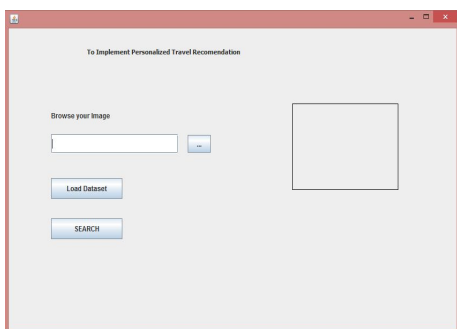 To Implement Personalized Travel Recomendation
Browse your Image
...
Load Dataset
SEARCH